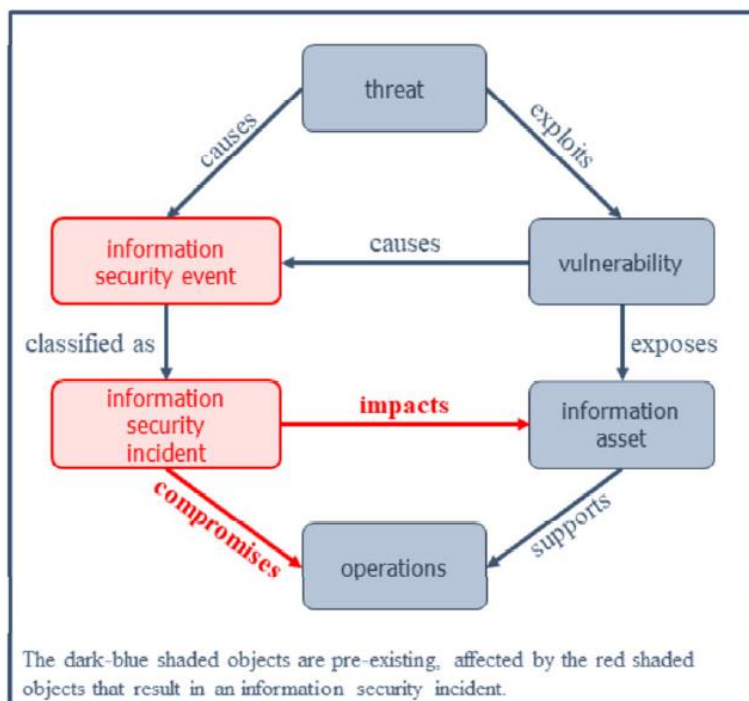 threat
causes
exploits
information
security event
causes
vulnerability
classified as
exposes
information
security
incident
impacts
information
asset
compromises
supports
operations
The dark-blue shaded objects are pre-existing, affected by the red shaded
objects that result in an information security incident.